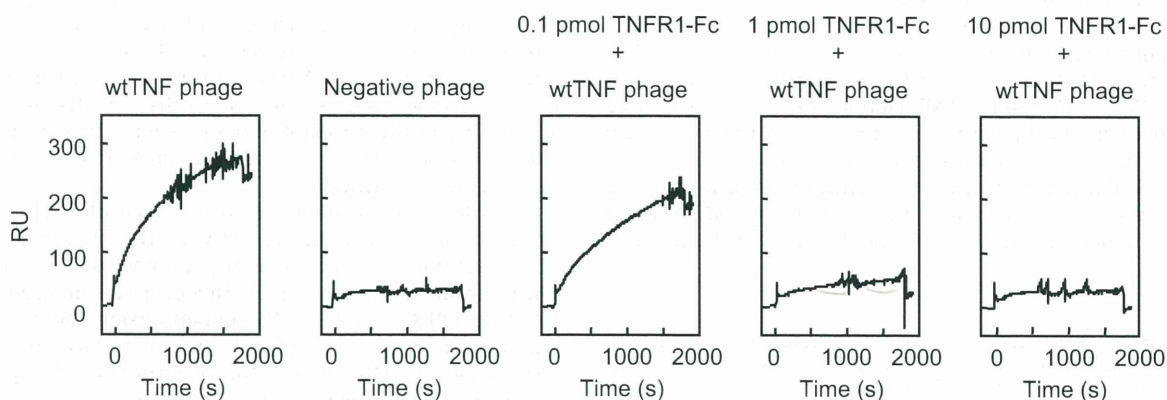 0.1 pmol TNFR1-Fc
+
wtTNF phage
1 pmol TNFR1-Fc
+
wtTNF phage
10 pmol TNFR1-Fc
+
wtTNF phage
wtTNF phage
Negative phage
RU
300
200
100
0
0 1000 2000
0 1000 2000
0 1000 2000
0 1000 2000
0 1000 2000
Time (s)
Time (s)
Time (s)
Time (s)
Time (s)